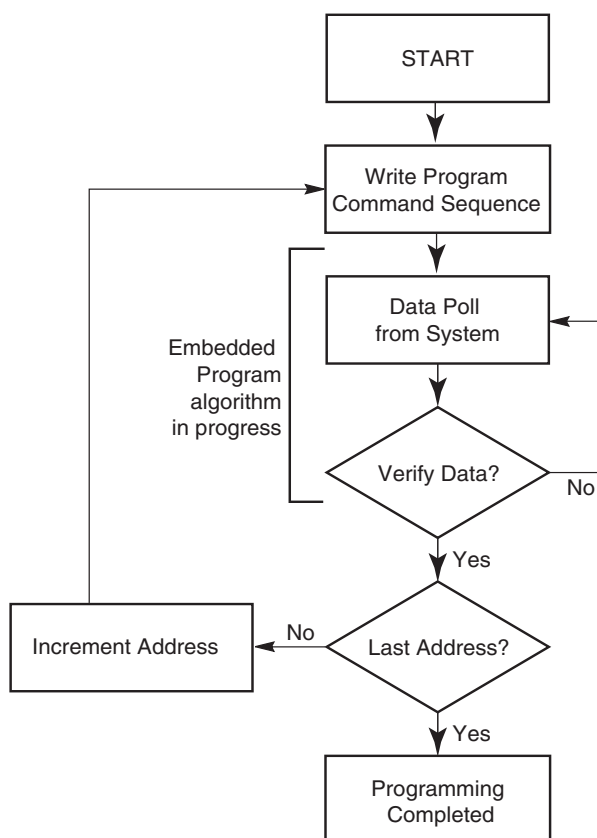 START
Write Program
Command Sequence
Data Poll
from System
Embedded
Program
algorithm
in progress
Verify Data?
No
Yes
Increment Address
No
Last Address?
Yes
Programming
Completed